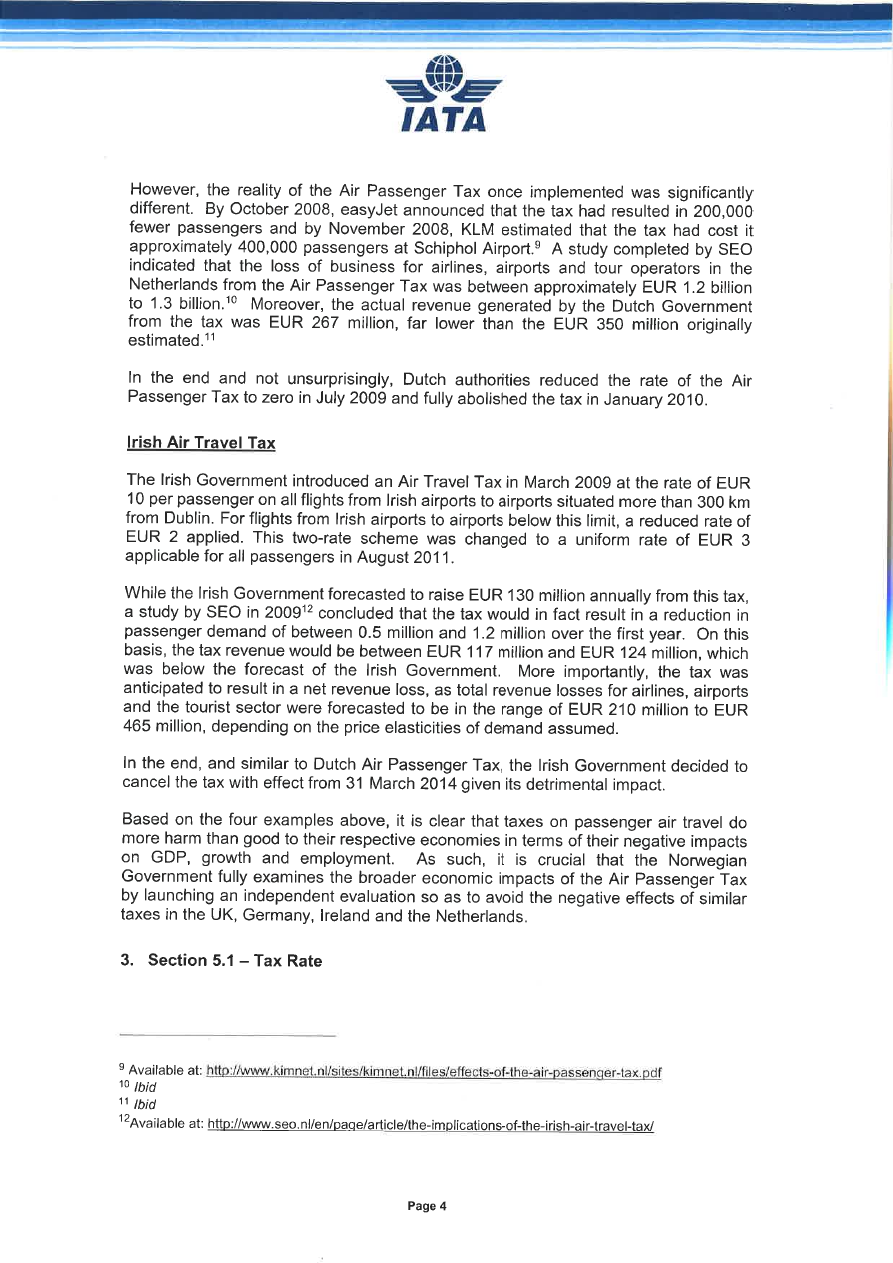 IATA
However, the reality of the Air Passenger Tax once implemented was significantly
different. By October 2008, easyJet announced that the tax had resulted in 200,000
fewer passengers and by November 2008, KLM estimated that the tax had cost it
approximately 400,000 passengers at Schiphol Airport.⁹ A study completed by SEO
indicated that the loss of business for airlines, airports and tour operators in the
Netherlands from the Air Passenger Tax was between approximately EUR 1.2 billion
to 1.3 billion.¹⁰ Moreover, the actual revenue generated by the Dutch Government
from the tax was EUR 267 million, far lower than the EUR 350 million originally
estimated.¹¹
In the end and not unsurprisingly, Dutch authorities reduced the rate of the Air
Passenger Tax to zero in July 2009 and fully abolished the tax in January 2010.
Irish Air Travel Tax
The Irish Government introduced an Air Travel Tax in March 2009 at the rate of EUR
10 per passenger on all flights from Irish airports to airports situated more than 300 km
from Dublin. For flights from Irish airports to airports below this limit, a reduced rate of
EUR 2 applied. This two-rate scheme was changed to a uniform rate of EUR 3
applicable for all passengers in August 2011.
While the Irish Government forecasted to raise EUR 130 million annually from this tax,
a study by SEO in 2009¹² concluded that the tax would in fact result in a reduction in
passenger demand of between 0.5 million and 1.2 million over the first year. On this
basis, the tax revenue would be between EUR 117 million and EUR 124 million, which
was below the forecast of the Irish Government. More importantly, the tax was
anticipated to result in a net revenue loss, as total revenue losses for airlines, airports
and the tourist sector were forecasted to be in the range of EUR 210 million to EUR
465 million, depending on the price elasticities of demand assumed.
In the end, and similar to Dutch Air Passenger Tax, the Irish Government decided to
cancel the tax with effect from 31 March 2014 given its detrimental impact.
Based on the four examples above, it is clear that taxes on passenger air travel do
more harm than good to their respective economies in terms of their negative impacts
on GDP, growth and employment. As such, it is crucial that the Norwegian
Government fully examines the broader economic impacts of the Air Passenger Tax
by launching an independent evaluation so as to avoid the negative effects of similar
taxes in the UK, Germany, Ireland and the Netherlands.
3. Section 5.1 – Tax Rate
⁹ Available at: http://www.kimnet.nl/sites/kimnet.nl/files/effects-of-the-air-passenger-tax.pdf
¹⁰ Ibid
¹¹ Ibid
¹²Available at: http://www.seo.nl/en/page/article/the-implications-of-the-irish-air-travel-tax/
Page 4